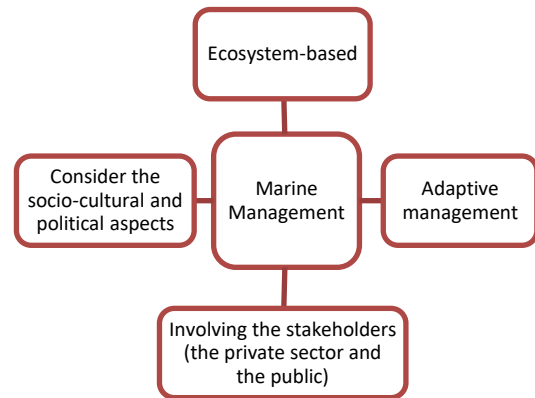 Ecosystem-based
Consider the
socio-cultural and
political aspects
Marine
Management
Adaptive
management
Involving the stakeholders
(the private sector and
the public)